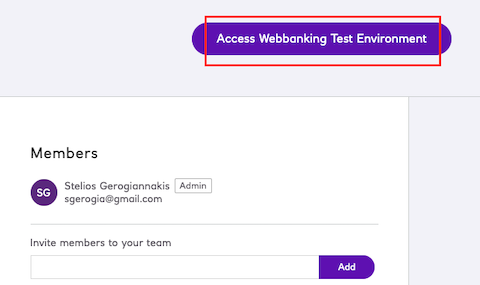 Access Webbanking Test Environment
Members
SG
Stelios Gerogiannakis Admin
sgerogia@gmail.com
Invite members to your team
Add